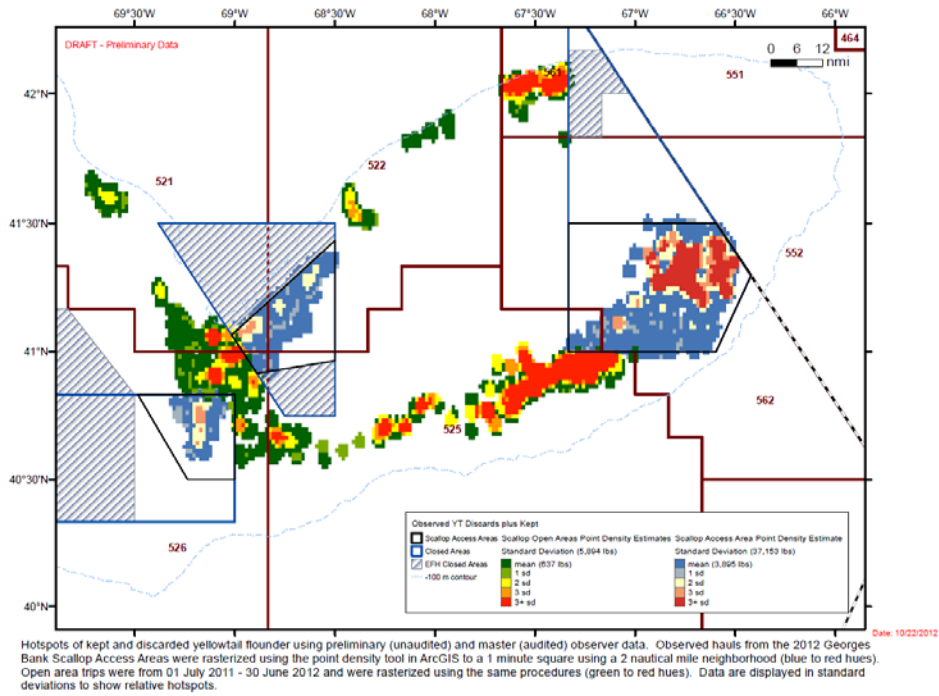 69°30'W 69°W 68°30'W 68°W 67°30'W 67°W 66°30'W 66°W
DRAFT - Preliminary Data
464
0 6 12
nmi
551
561
42°N
522
521
41°30'N
552
41°N
562
525
40°30'N
526
40°N
Observed YT Discards plus Kept
Scallop Access Areas Scallop Open Areas Point Density Estimates Scallop Access Area Point Density Estimate
Closed Areas Standard Deviation (5,894 lbs) Standard Deviation (37,153 lbs)
EFH Closed Areas mean (637 lbs) mean (3,895 lbs)
-100 m contour 1 sd 1 sd
2 sd 2 sd
3 sd 3 sd
3+ sd 3+ sd
Date: 10/22/2012
Hotspots of kept and discarded yellowtail flounder using preliminary (unaudited) and master (audited) observer data. Observed hauls from the 2012 Georges
Bank Scallop Access Areas were rasterized using the point density tool in ArcGIS to a 1 minute square using a 2 nautical mile neighborhood (blue to red hues).
Open area trips were from 01 July 2011 - 30 June 2012 and were rasterized using the same procedures (green to red hues). Data are displayed in standard
deviations to show relative hotspots.